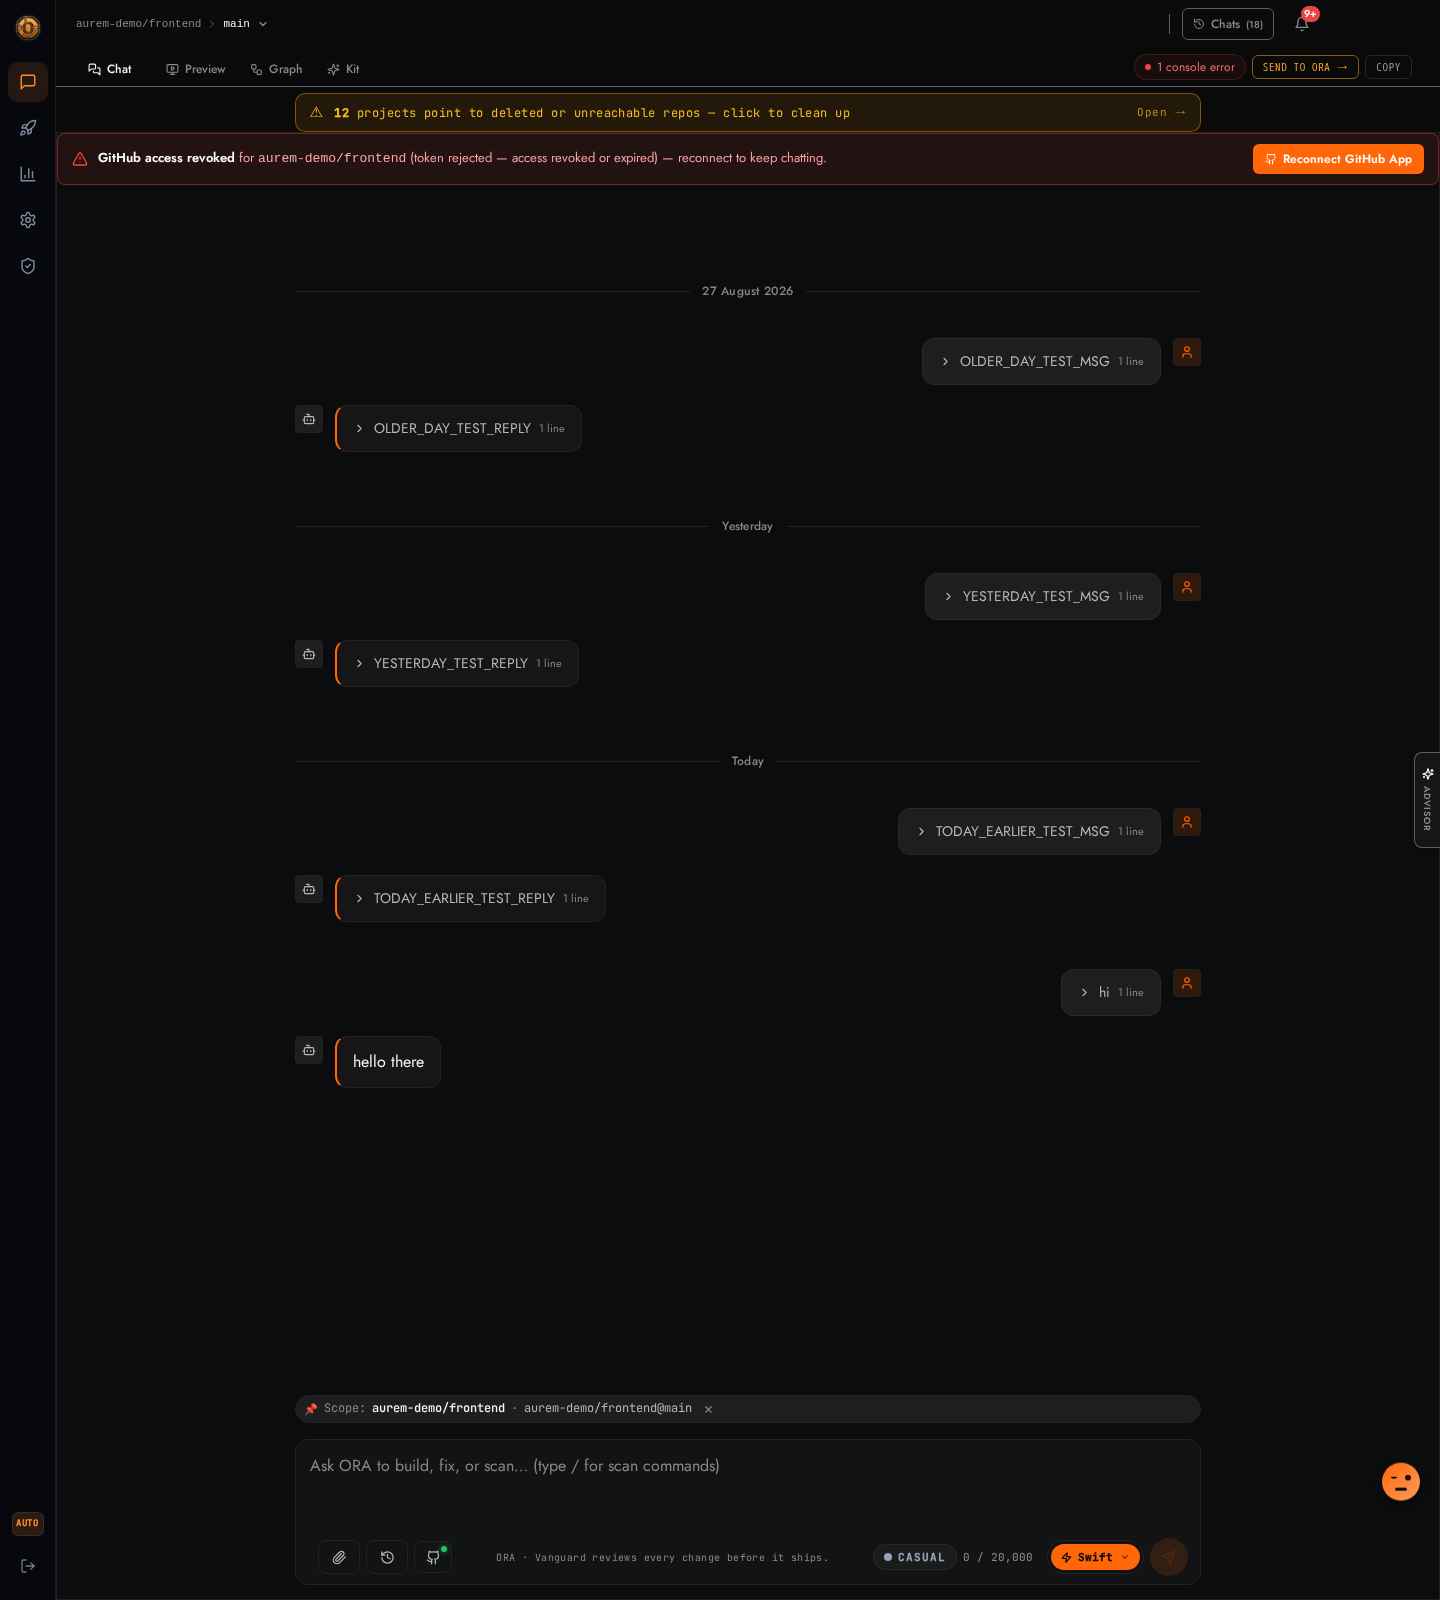 aurem-demo/frontend > main
Chats (18)
9+
Chat
Preview
Graph
Kit
1 console error
SEND TO ORA →
COPY
⚠ 12 projects point to deleted or unreachable repos — click to clean up
Open →
GitHub access revoked for aurem-demo/frontend (token rejected — access revoked or expired) — reconnect to keep chatting.
Reconnect GitHub App
27 August 2026
OLDER_DAY_TEST_MSG 1 line
OLDER_DAY_TEST_REPLY 1 line
Yesterday
YESTERDAY_TEST_MSG 1 line
YESTERDAY_TEST_REPLY 1 line
Today
ADVISOR
TODAY_EARLIER_TEST_MSG 1 line
TODAY_EARLIER_TEST_REPLY 1 line
hi 1 line
hello there
📌 Scope: aurem-demo/frontend · aurem-demo/frontend@main ×
Ask ORA to build, fix, or scan... (type / for scan commands)
AUTO
ORA · Vanguard reviews every change before it ships.
CASUAL
0 / 20,000
Swift